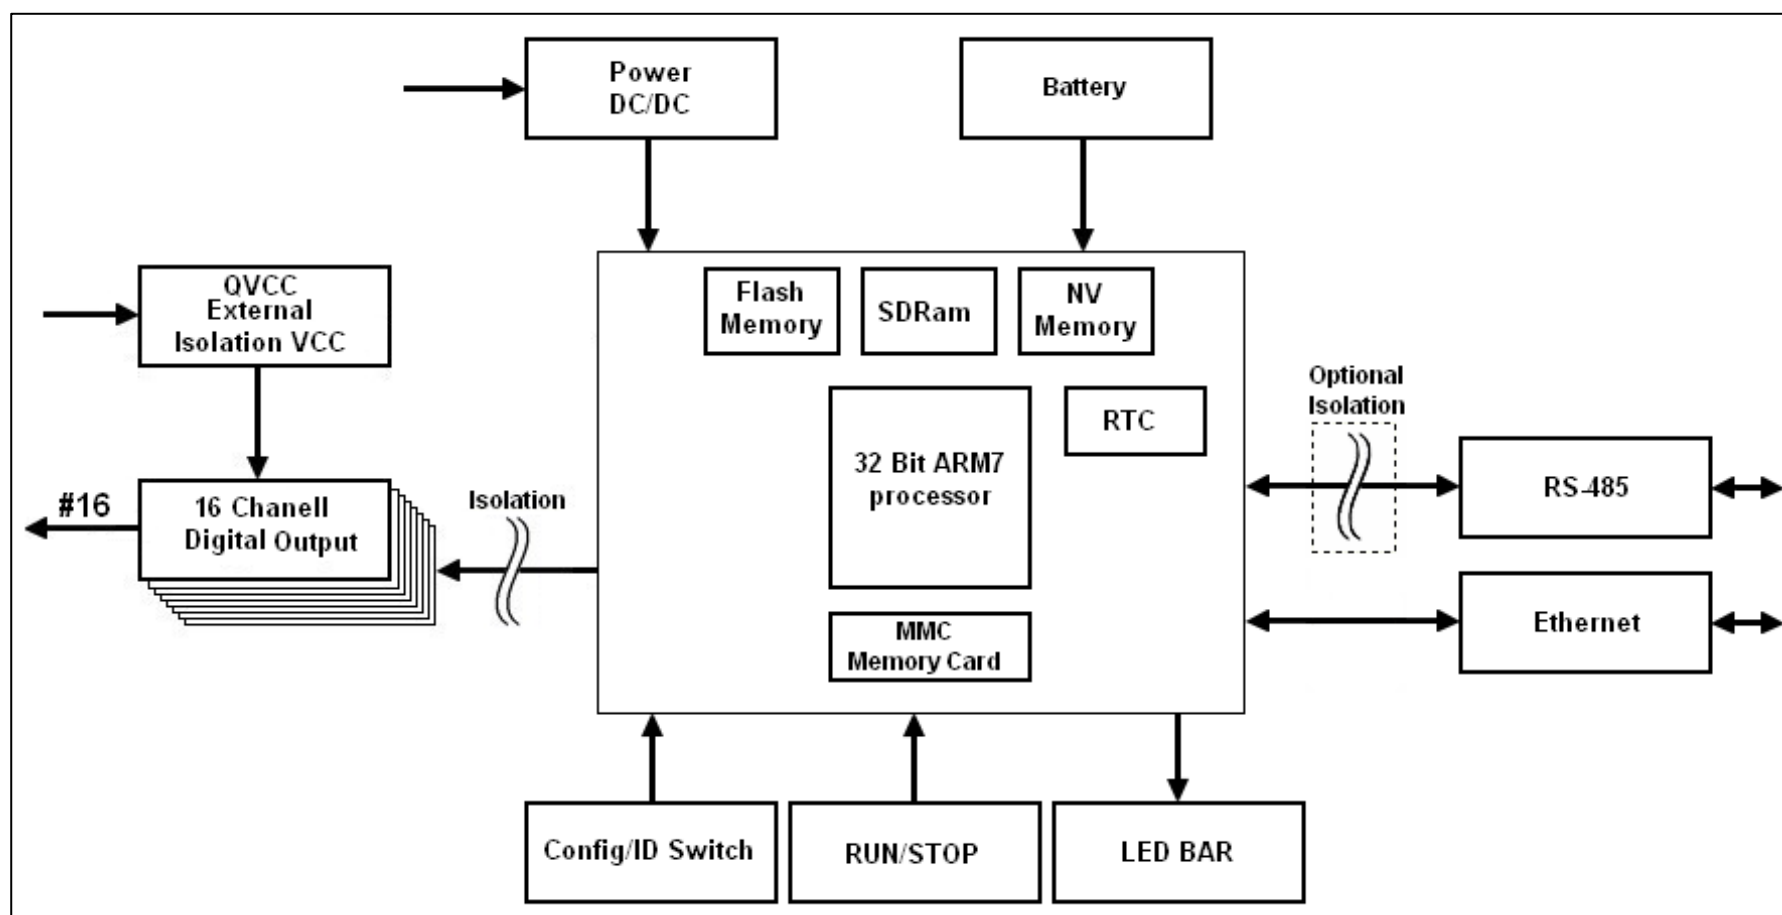 Power
DC/DC
Battery
QVCC
External
Isolation VCC
Flash
Memory
SDRam
NV
Memory
Optional
Isolation
RTC
32 Bit ARM7
processor
RS-485
#16
16 Chanell
Digital Output
Isolation
MMC
Memory Card
Ethernet
Config/ID Switch
RUN/STOP
LED BAR